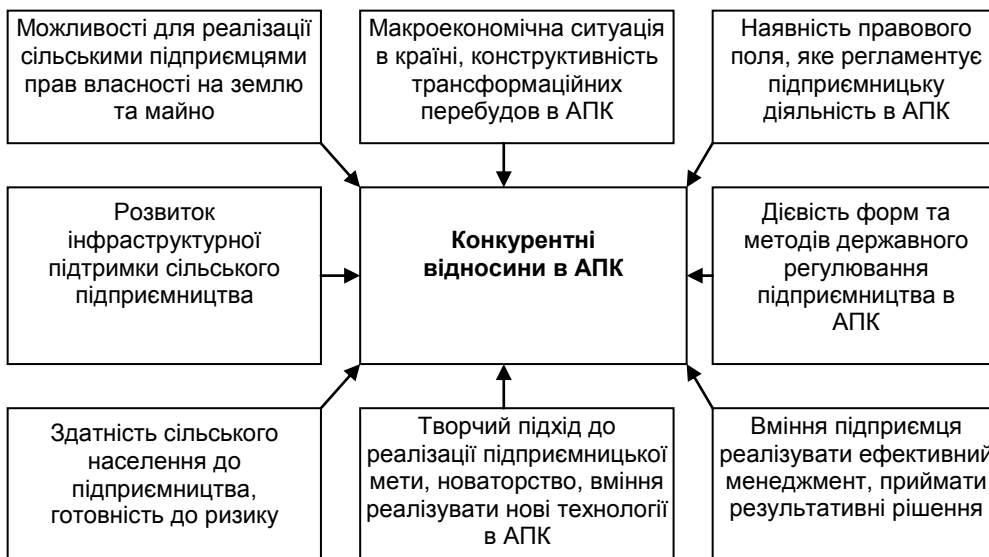 Можливості для реалізації
сільськими підприємцями
прав власності на землю
та майно
Макроекономічна ситуація
в країні, конструктивність
трансформаційних
перебудов в АПК
Наявність правового
поля, яке регламентує
підприємницьку
діяльність в АПК
Розвиток
інфраструктурної
підтримки сільського
підприємництва
Конкурентні
відносини в АПК
Дієвість форм та
методів державного
регулювання
підприємництва в
АПК
Здатність сільського
населення до
підприємництва,
готовність до ризику
Творчий підхід до
реалізації підприємницької
мети, новаторство, вміння
реалізувати нові технології
в АПК
Вміння підприємця
реалізувати ефективний
менеджмент, приймати
результативні рішення